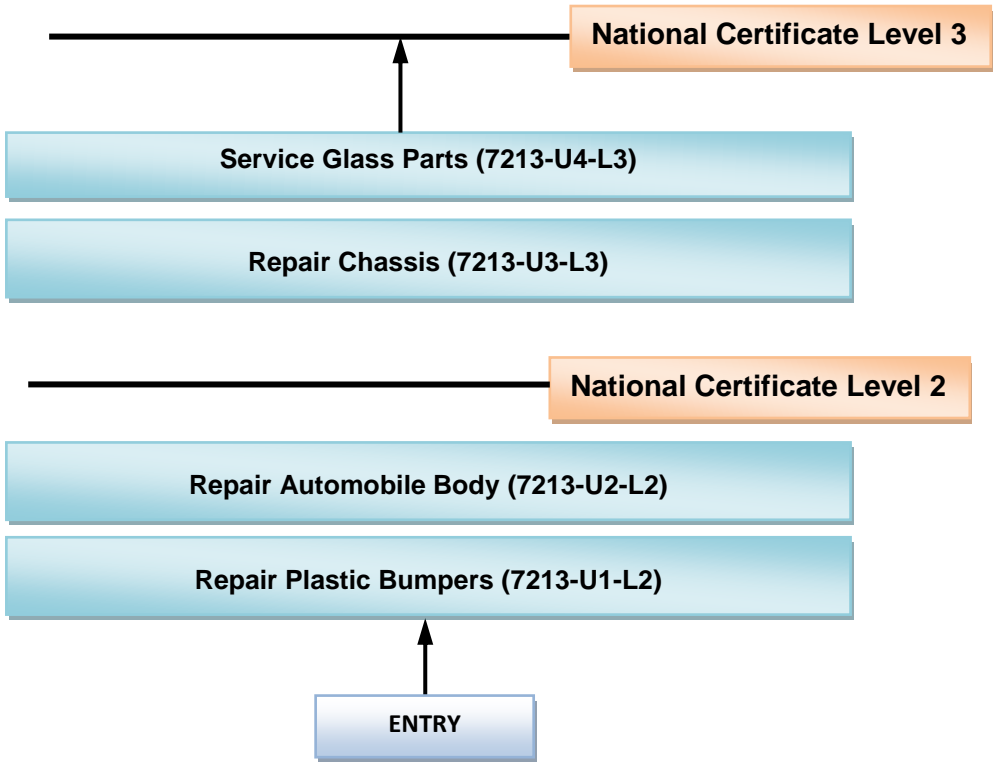 National Certificate Level 3
Service Glass Parts (7213-U4-L3)
Repair Chassis (7213-U3-L3)
National Certificate Level 2
Repair Automobile Body (7213-U2-L2)
Repair Plastic Bumpers (7213-U1-L2)
ENTRY